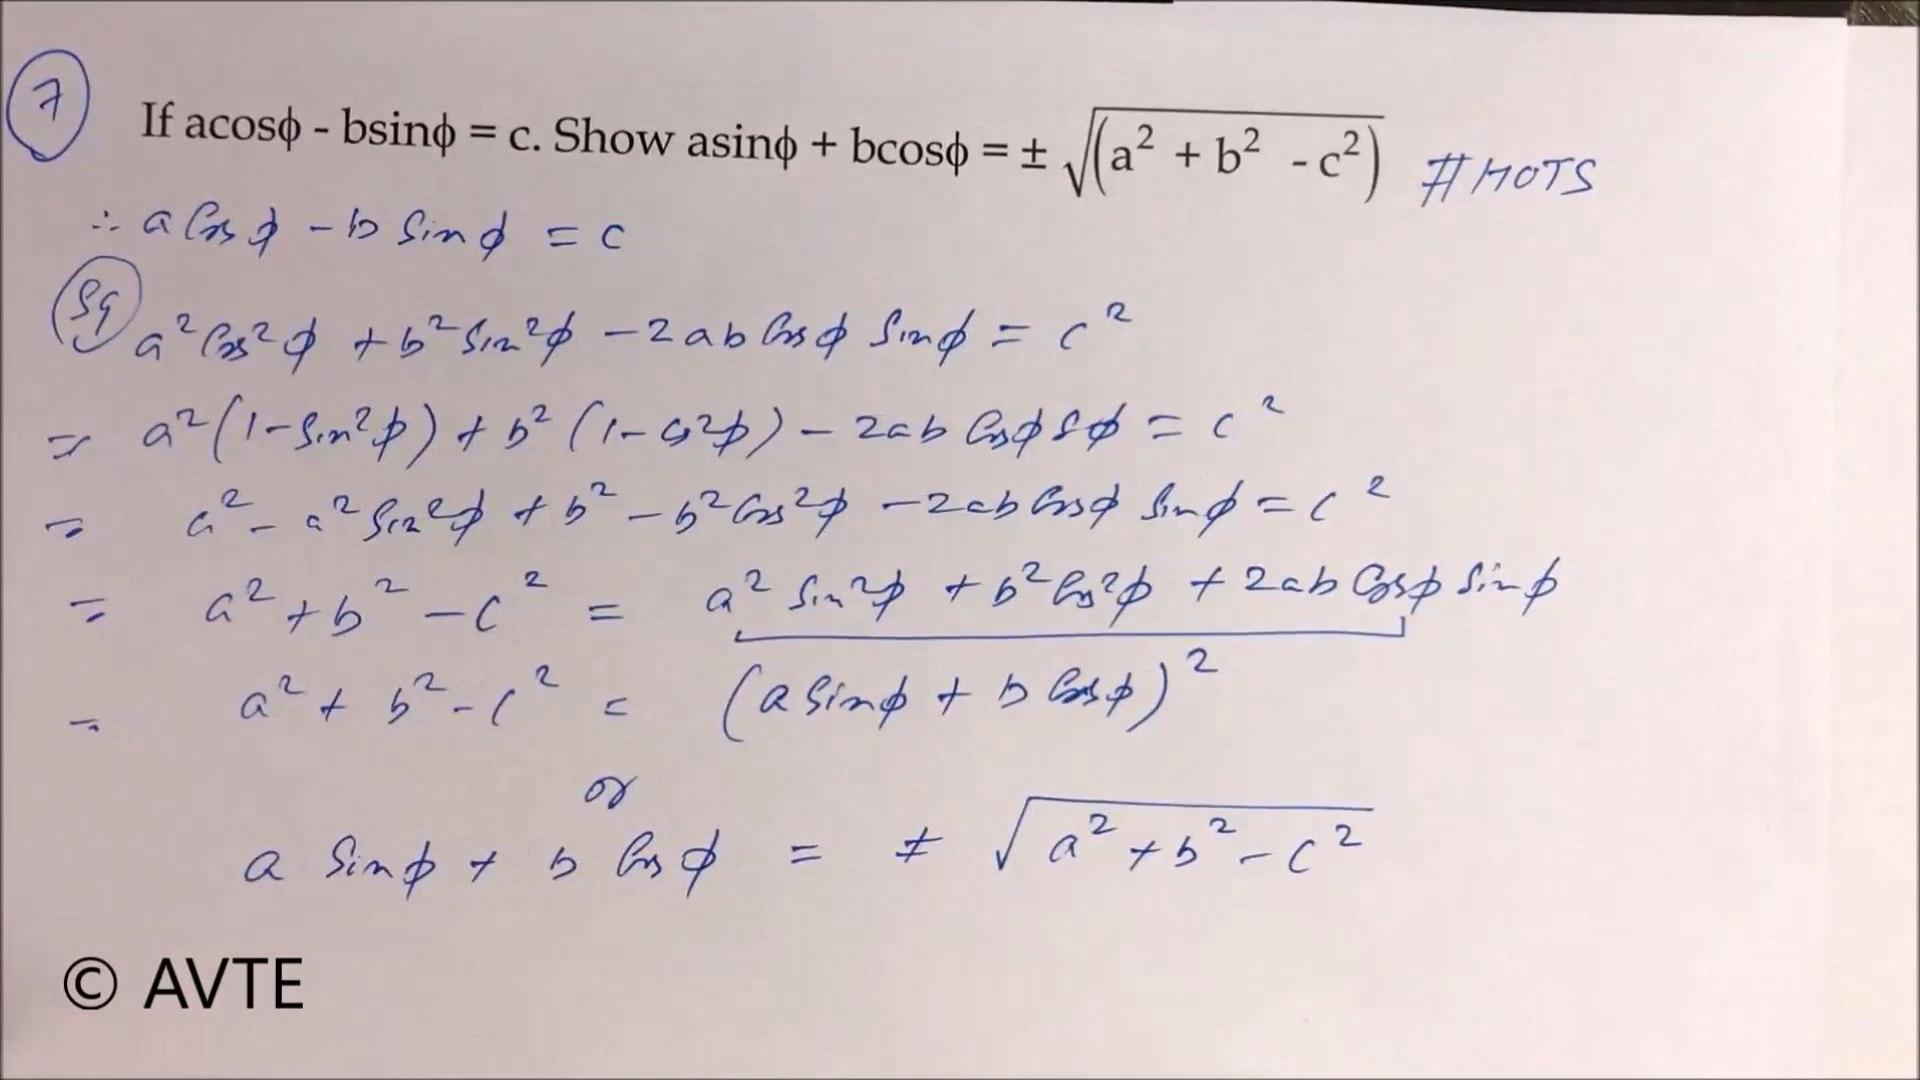 7
If acosϕ - bsinϕ = c. Show asinϕ + bcosϕ = ± √(a² + b² - c²) #HOTS
∴ a Cos ϕ - b Sin ϕ = c
Sq
a² Cos² ϕ + b² Sin² ϕ - 2ab Cos ϕ Sin ϕ = c²
⇒ a² (1 - Sin² ϕ) + b² (1 - Cs² ϕ) - 2ab Cos ϕ S ϕ = c²
⇒ a² - a² Sin² ϕ + b² - b² Cos² ϕ - 2ab Cos ϕ Sin ϕ = c²
= a² + b² - c² = a² Sin² ϕ + b² Cos² ϕ + 2ab Cos ϕ Sin ϕ
⇒ a² + b² - c² = (a Sin ϕ + b Cos ϕ)²
or
a Sin ϕ + b Cos ϕ = ± √a² + b² - c²
© AVTE